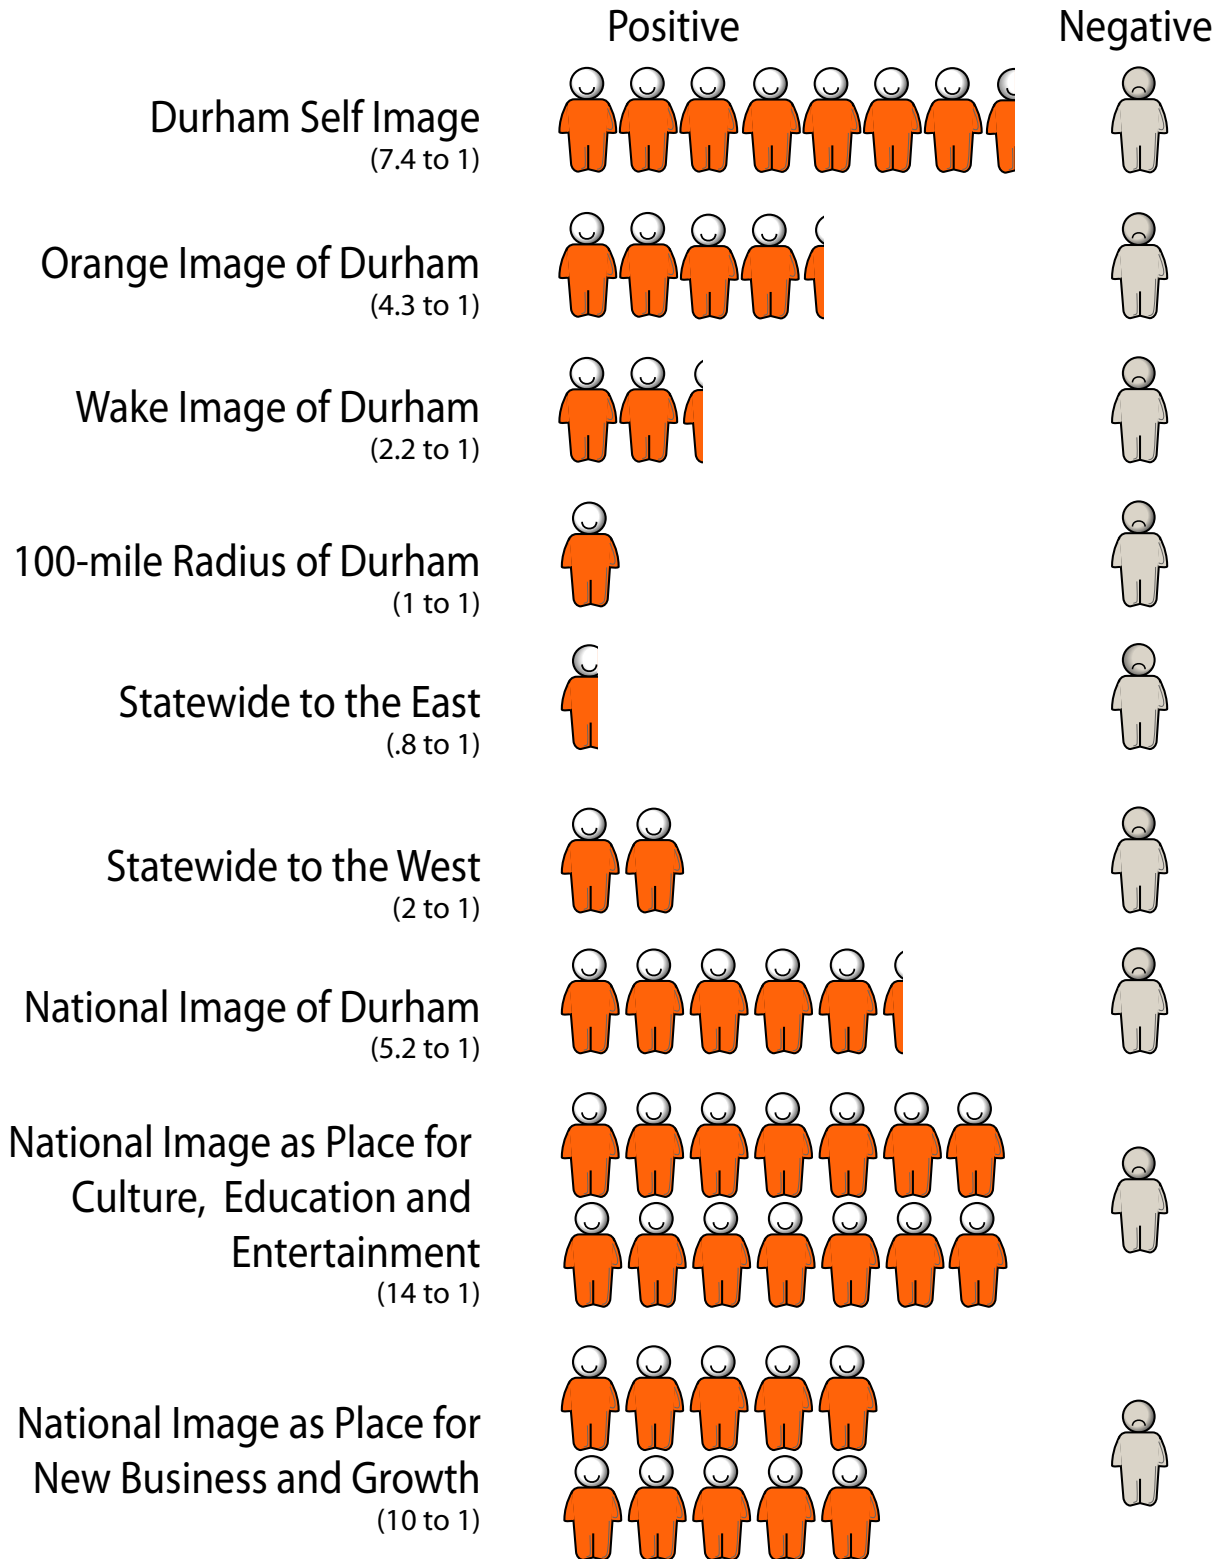 Positive Negative
Durham Self Image
(7.4 to 1)
Orange Image of Durham
(4.3 to 1)
Wake Image of Durham
(2.2 to 1)
100-mile Radius of Durham
(1 to 1)
Statewide to the East
(.8 to 1)
Statewide to the West
(2 to 1)
National Image of Durham
(5.2 to 1)
National Image as Place for
Culture, Education and
Entertainment
(14 to 1)
National Image as Place for
New Business and Growth
(10 to 1)